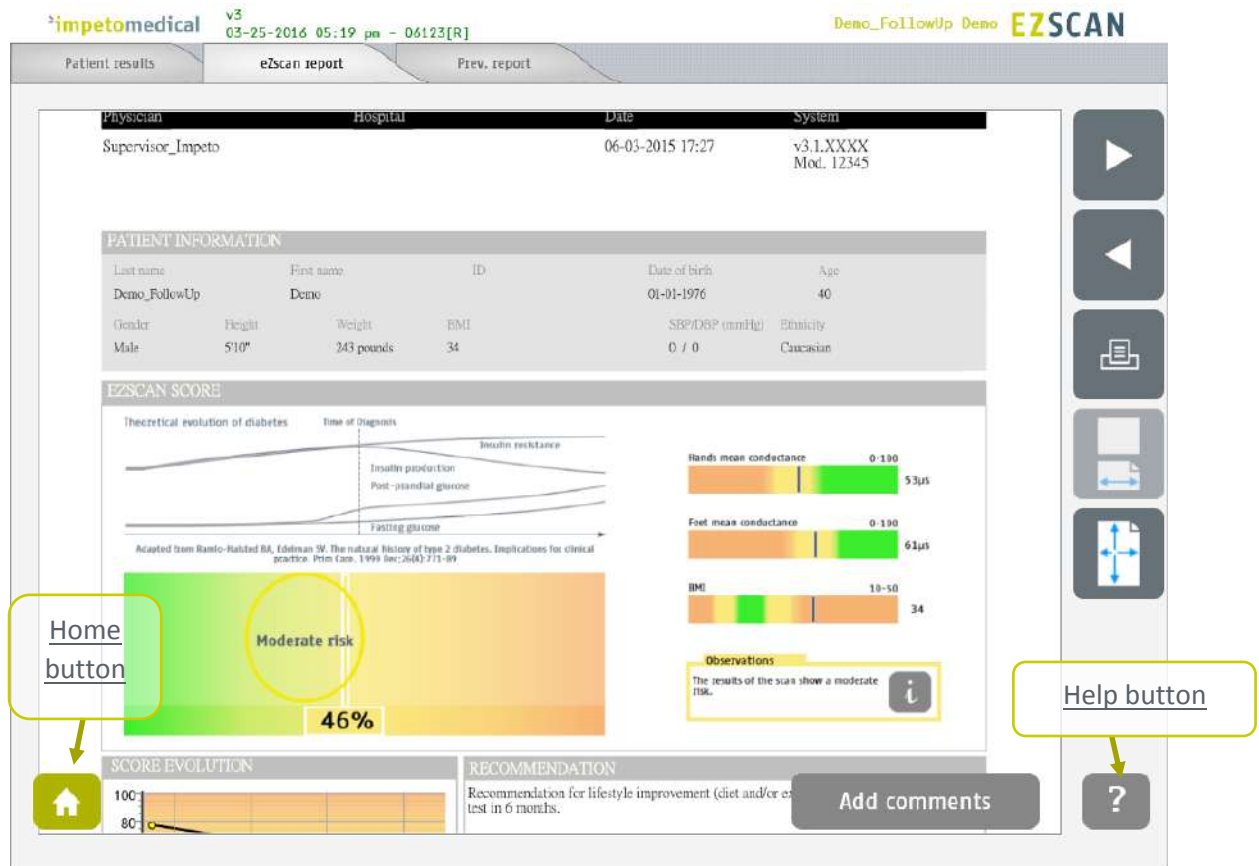 impetomedical
v3
03-25-2016 05:19 pm - 06123[R]
Demo_FollowUp Demo
EZSCAN
Patient results
eZscan report
Prev. report
Physician Hospital Date System
Supervisor_Impeto 06-03-2015 17:27 v3.1.XXXX
Mod. 12345
PATIENT INFORMATION
Last name First name ID Date of birth Age
Demo_FollowUp Demo 01-01-1976 40
Gender Height Weight BMI SBP/DBP (mmHg) Ethnicity
Male 5'10" 243 pounds 34 0 / 0 Caucasian
EZSCAN SCORE
Theoretical evolution of diabetes
Time of Diagnosis
Insulin resistance
Insulin production
Post-prandial glucose
Fasting glucose
Adapted from Ramlo-Halsted BA, Edelman SV. The natural history of type 2 diabetes. Implications for clinical
practice. Prim Care. 1999 Dec;26(4):771-89
Moderate risk
46%
Hands mean conductance 0-100
53µs
Feet mean conductance 0-100
61µs
BMI 10-50
34
Observations
The results of the scan show a moderate
risk.
i
Home
button
Help button
SCORE EVOLUTION
100
80
RECOMMENDATION
Recommendation for lifestyle improvement (diet and/or
test in 6 months.
Add comments
?